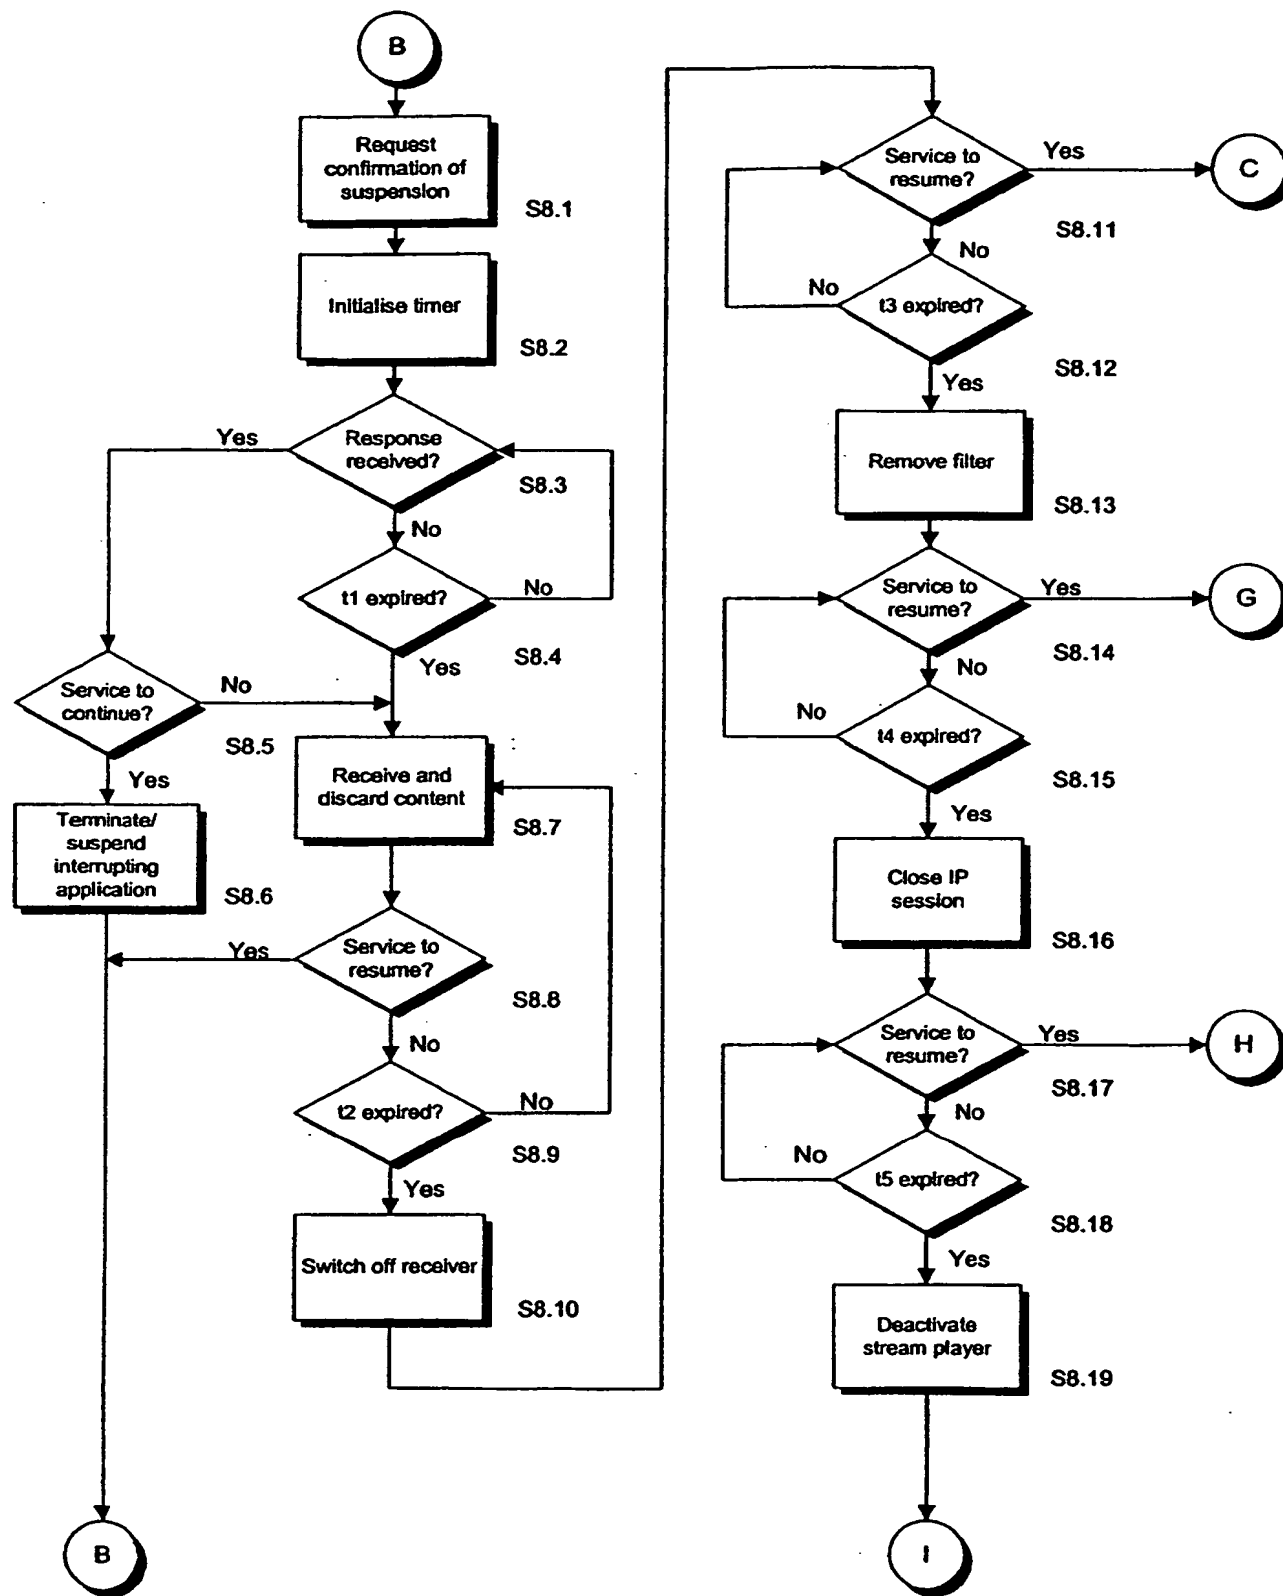 B
Request
confirmation of
suspension
S8.1
Initialise timer
S8.2
Response
received?
Yes
S8.3
No
t1 expired?
No
S8.4
Yes
Service to
continue?
No
S8.5
Yes
Terminate/
suspend
interrupting
application
S8.6
Receive and
discard content
S8.7
Service to
resume?
Yes
S8.8
No
t2 expired?
No
S8.9
Yes
Switch off receiver
S8.10
B
Service to
resume?
Yes
C
S8.11
No
t3 expired?
No
S8.12
Yes
Remove filter
S8.13
Service to
resume?
Yes
G
S8.14
No
t4 expired?
No
S8.15
Yes
Close IP
session
S8.16
Service to
resume?
Yes
H
S8.17
No
t5 expired?
No
S8.18
Yes
Deactivate
stream player
S8.19
I